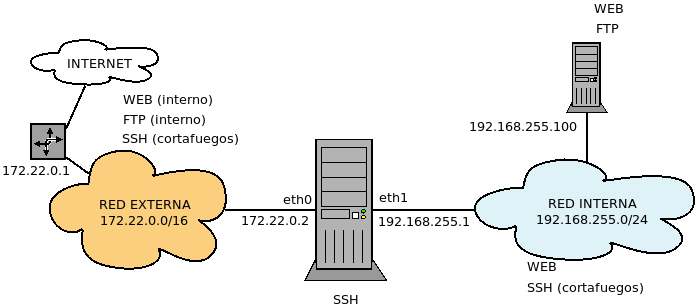 WEB
FTP
INTERNET
WEB (interno)
FTP (interno)
SSH (cortafuegos)
192.168.255.100
172.22.0.1
RED EXTERNA
172.22.0.0/16
eth0
172.22.0.2
eth1
192.168.255.1
RED INTERNA
192.168.255.0/24
WEB
SSH (cortafuegos)
SSH